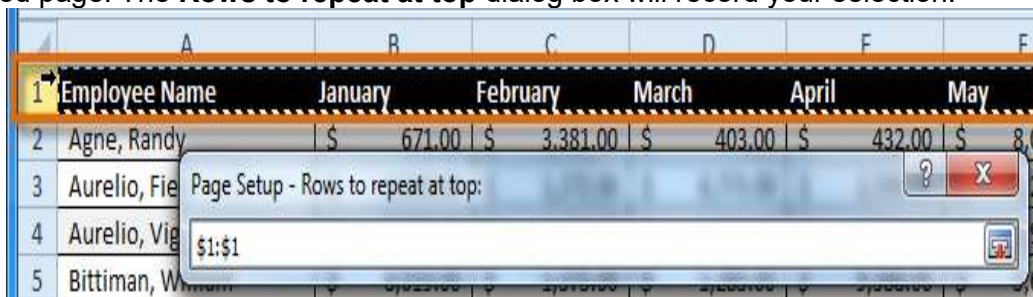 ed page. The Rows to repeat at top dialog box will record your selection.
A B C D E F
1 Employee Name January February March April May
2 Agne, Randy $ 671.00 $ 3.381.00 $ 403.00 $ 432.00 $ 8,
3 Aurelio, Fie
Page Setup - Rows to repeat at top:
4 Aurelio, Vig
$1:$1
5 Bittiman, William